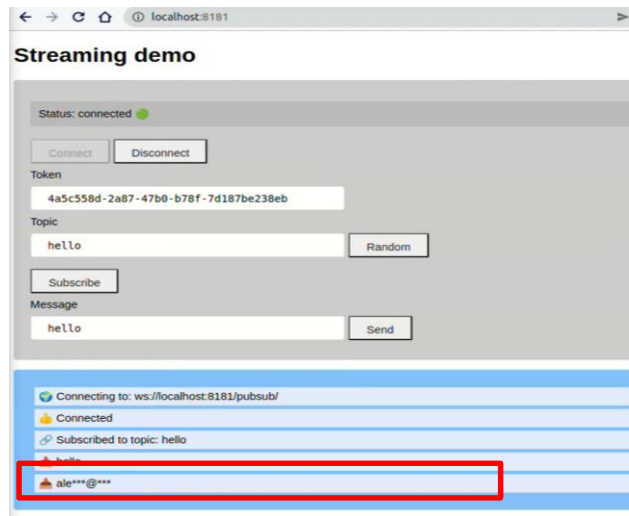 localhost:8181
Streaming demo
Status: connected
Connect Disconnect
Token
4a5c558d-2a87-47b0-b78f-7d187be238eb
Topic
hello Random
Subscribe
Message
hello Send
Connecting to: ws://localhost:8181/pubsub/
Connected
Subscribed to topic: hello
hello
ale***@***